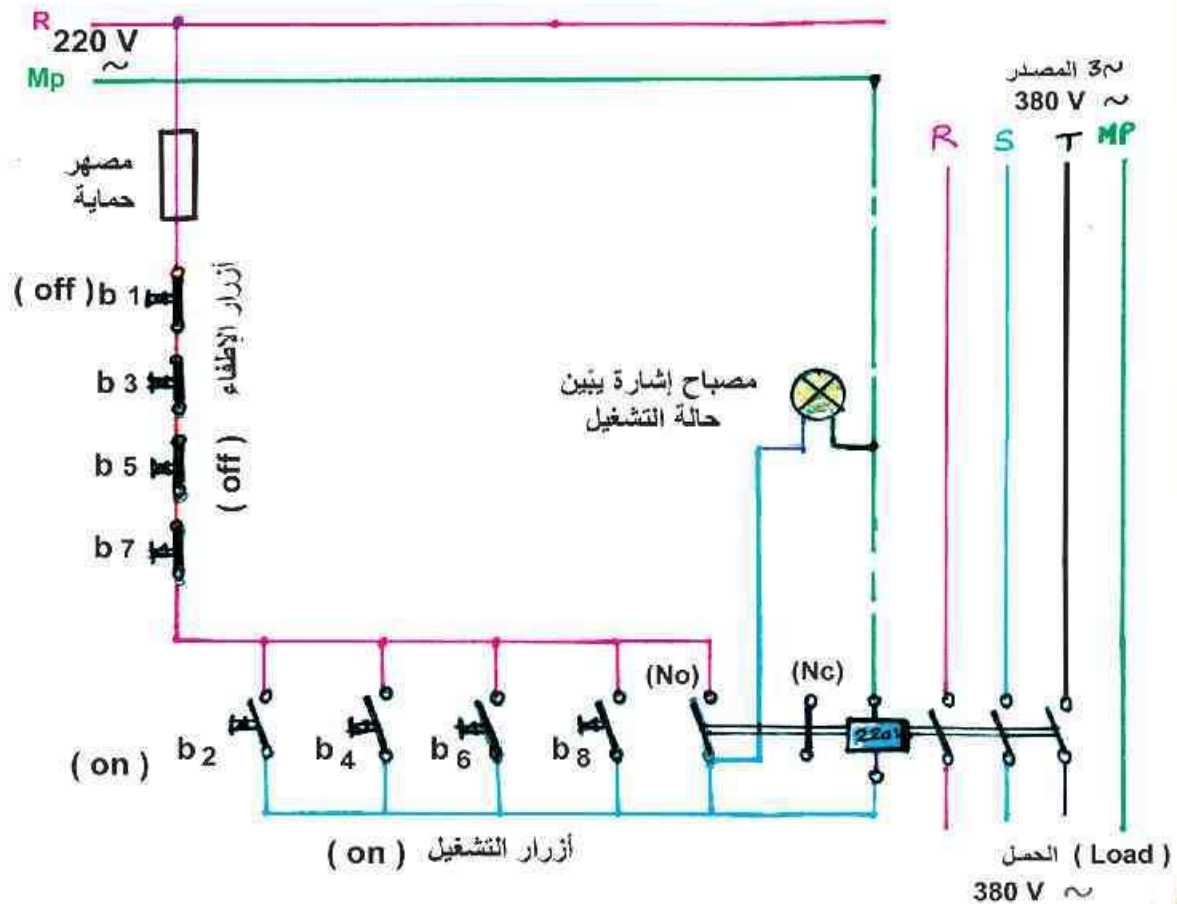 R
220 V
~
Mp
مصهر
حماية
( off ) b 1
b 3
b 5
b 7
أزرار الإطفاء
( off )
مصباح إشارة يبّين
حالة التشغيل
3~ المصدر
380 V ~
R S T MP
(No)
(Nc)
220V
b 2
b 4
b 6
b 8
( on )
أزرار التشغيل ( on )
الحمل ( Load )
380 V ~